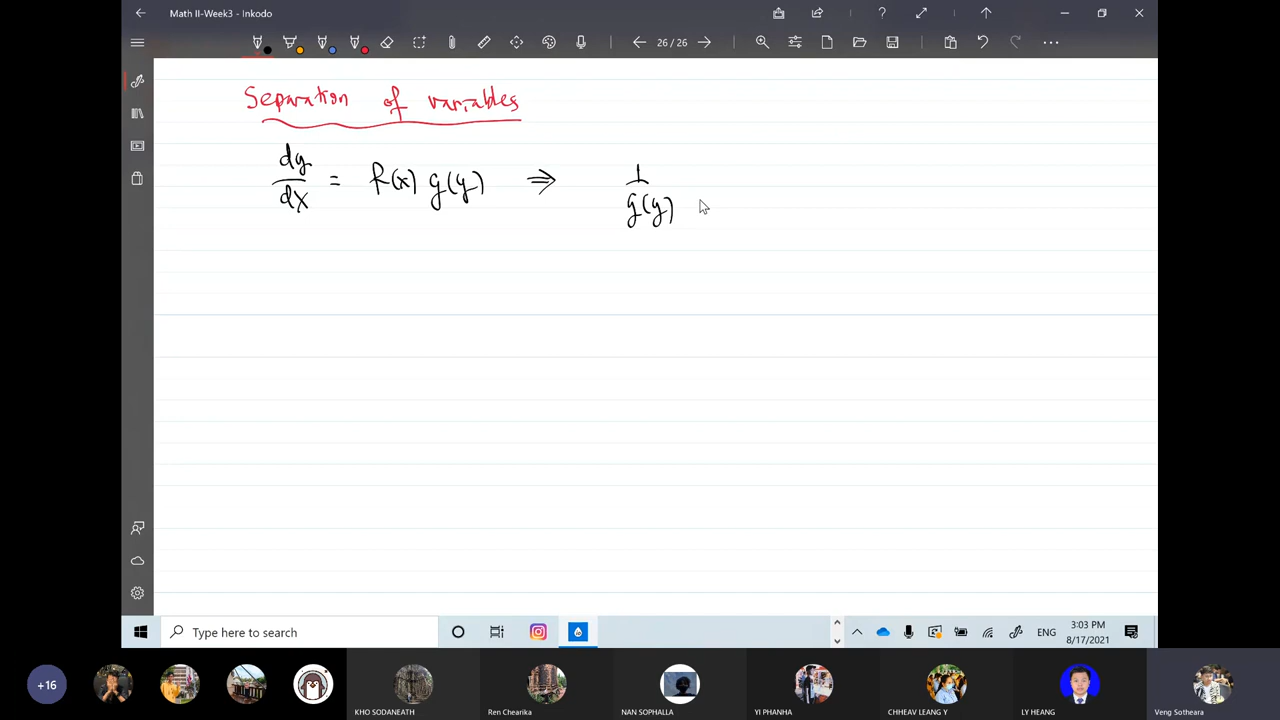 Math II-Week3 - Inkodo
26/26
Separation of variables
dy/dx = f(x) g(y) ⇒ 1/g(y)
Type here to search
ENG
3:03 PM
8/17/2021
+16
KHO SODANEATH
Ren Chearika
NAN SOPHALLA
YI PHANHA
CHHEAV LEANG Y
LY HEANG
Veng Sotheara